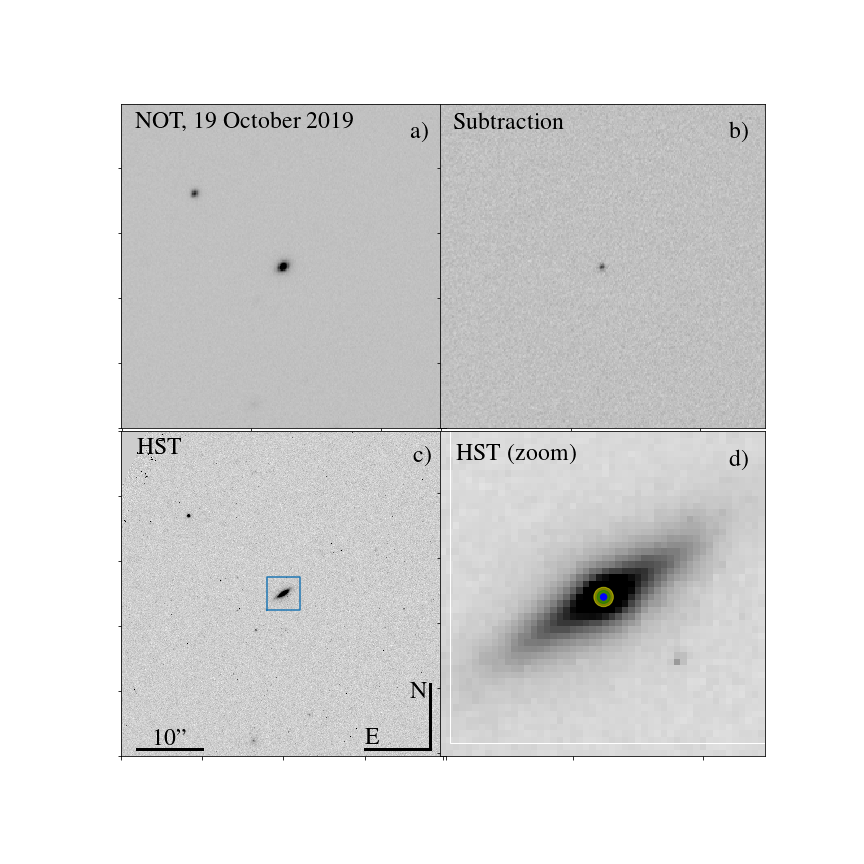 NOT, 19 October 2019
a)
Subtraction
b)
HST
c)
HST (zoom)
d)
N
10”
E